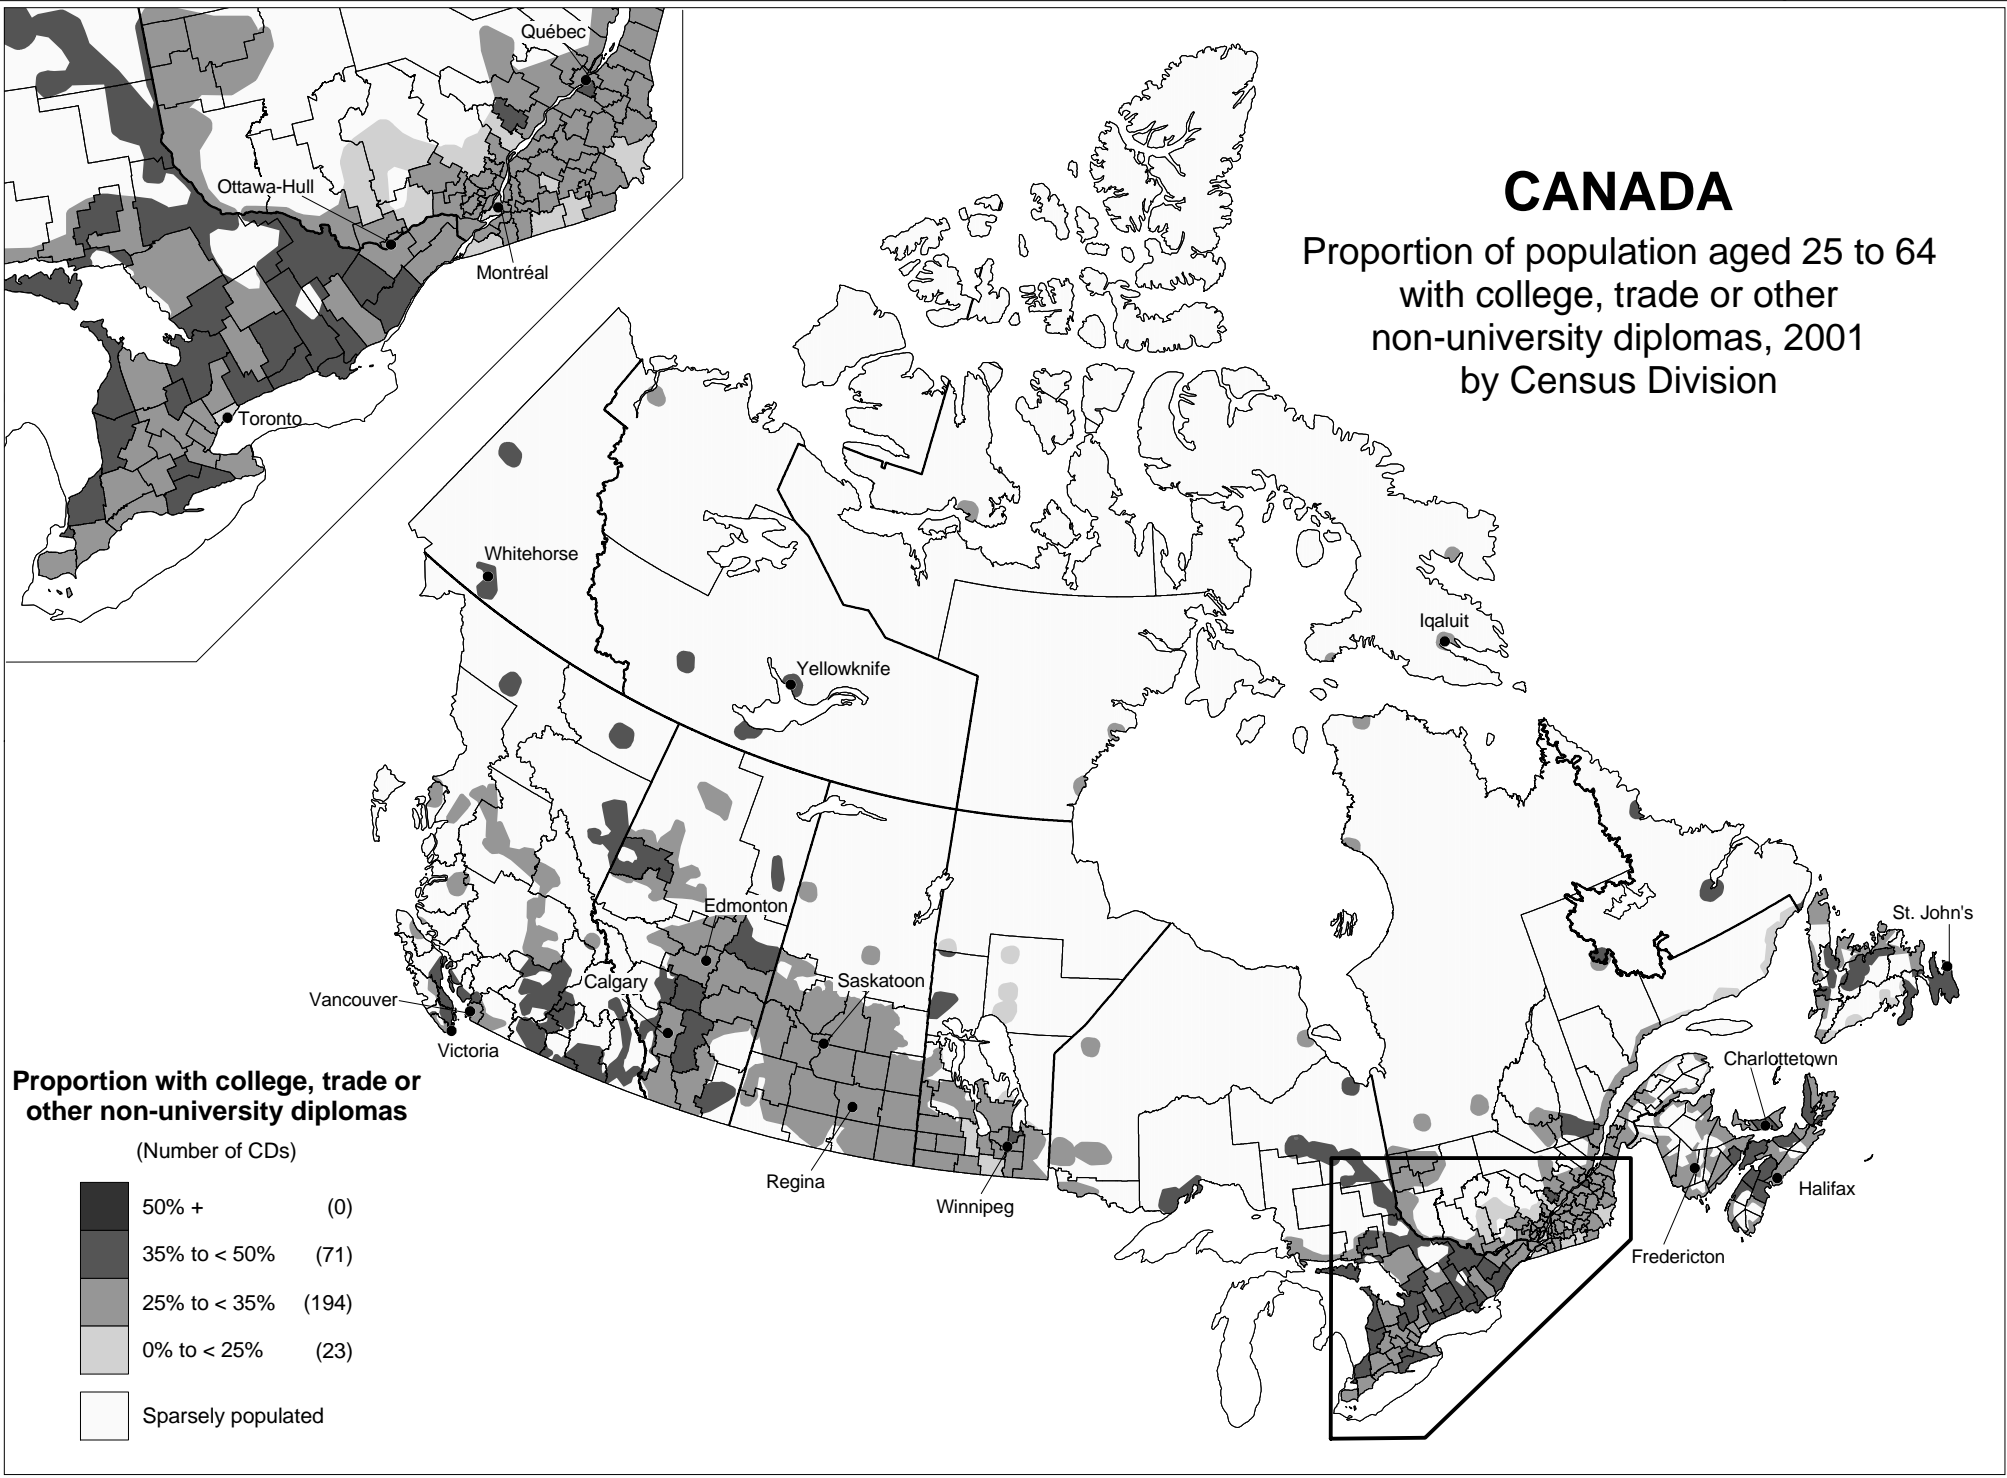 CANADA
Proportion of population aged 25 to 64
with college, trade or other
non-university diplomas, 2001
by Census Division
Québec
Ottawa-Hull
Montréal
Toronto
Whitehorse
Yellowknife
Iqaluit
Edmonton
Calgary
Saskatoon
Vancouver
Victoria
Regina
Winnipeg
St. John's
Charlottetown
Halifax
Fredericton
Proportion with college, trade or
other non-university diplomas
(Number of CDs)
50% + (0)
35% to < 50% (71)
25% to < 35% (194)
0% to < 25% (23)
Sparsely populated